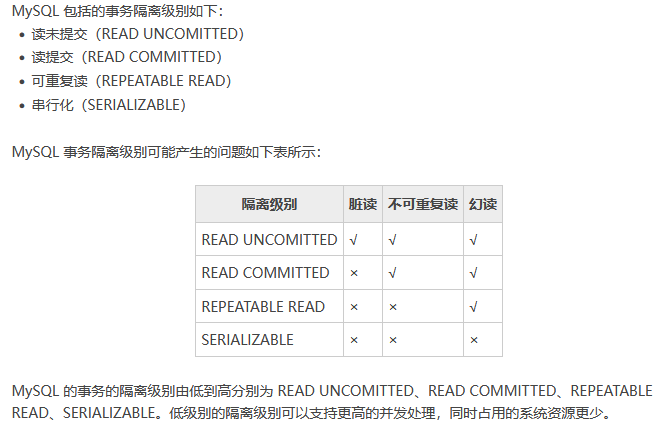 MySQL 包括的事务隔离级别如下：
• 读未提交（READ UNCOMITTED）
• 读提交（READ COMMITTED）
• 可重复读（REPEATABLE READ）
• 串行化（SERIALIZABLE）
MySQL 事务隔离级别可能产生的问题如下表所示：
隔离级别 脏读 不可重复读 幻读
READ UNCOMITTED √ √ √
READ COMMITTED × √ √
REPEATABLE READ × × √
SERIALIZABLE × × ×
MySQL 的事务的隔离级别由低到高分别为 READ UNCOMITTED、READ COMMITTED、REPEATABLE
READ、SERIALIZABLE。低级别的隔离级别可以支持更高的并发处理，同时占用的系统资源更少。